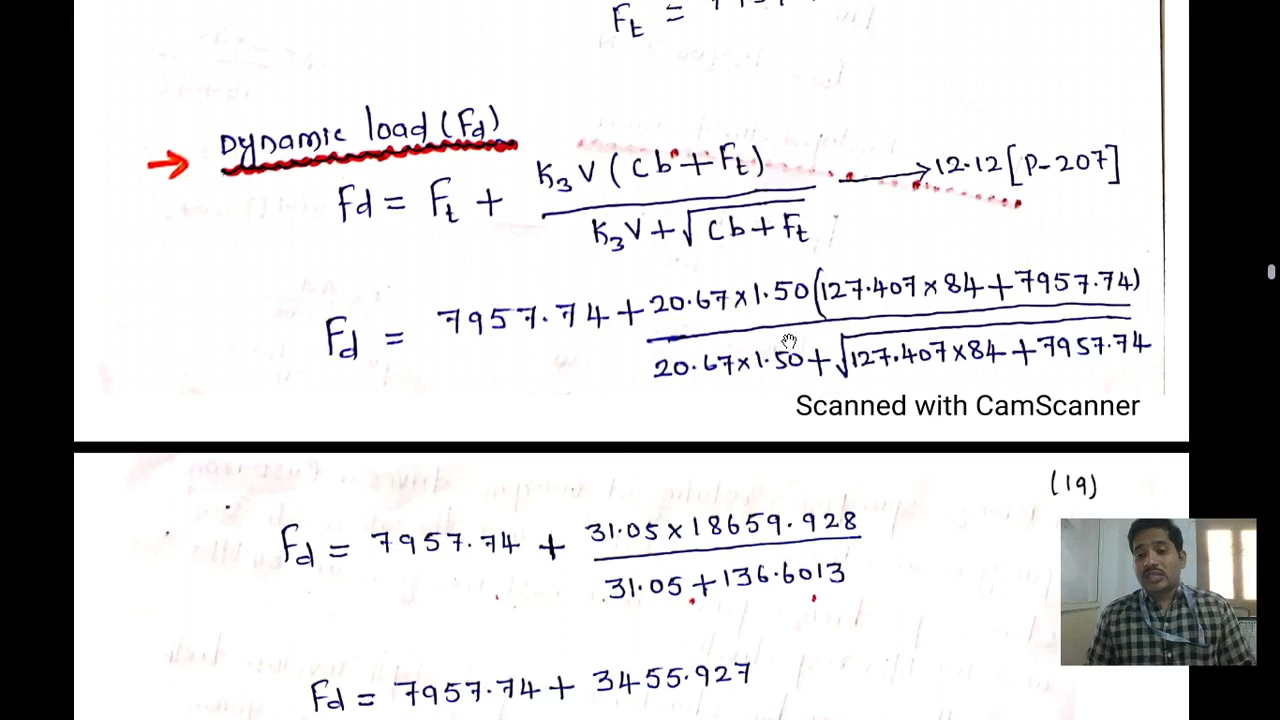 Ft =
Dynamic load (Fd)
Fd = Ft + K3V(Cb+Ft) / K3V+√Cb+Ft → 12.12 [P-207]
Fd = 7957.74 + 20.67×1.50(127.407×84+7957.74) / 20.67×1.50+√127.407×84+7957.74
Scanned with CamScanner
(19)
Fd = 7957.74 + 31.05×18659.928 / 31.05+136.6013
Fd = 7957.74 + 3455.927